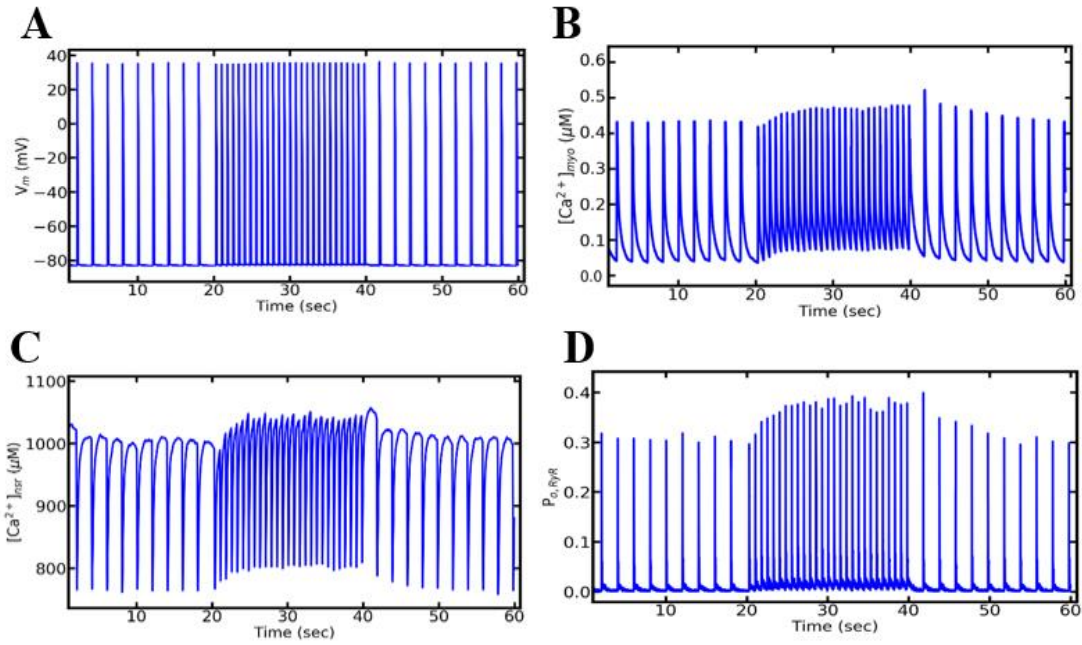 A
40
20
0
−20
−40
−60
−80
Vm (mV)
10 20 30 40 50 60
Time (sec)
B
0.6
0.5
0.4
0.3
0.2
0.1
0.0
[Ca2+]myo (μM)
10 20 30 40 50 60
Time (sec)
C
1100
1000
900
800
[Ca2+]nsr (μM)
10 20 30 40 50 60
Time (sec)
D
0.4
0.3
0.2
0.1
0.0
Po,RyR
10 20 30 40 50 60
Time (sec)